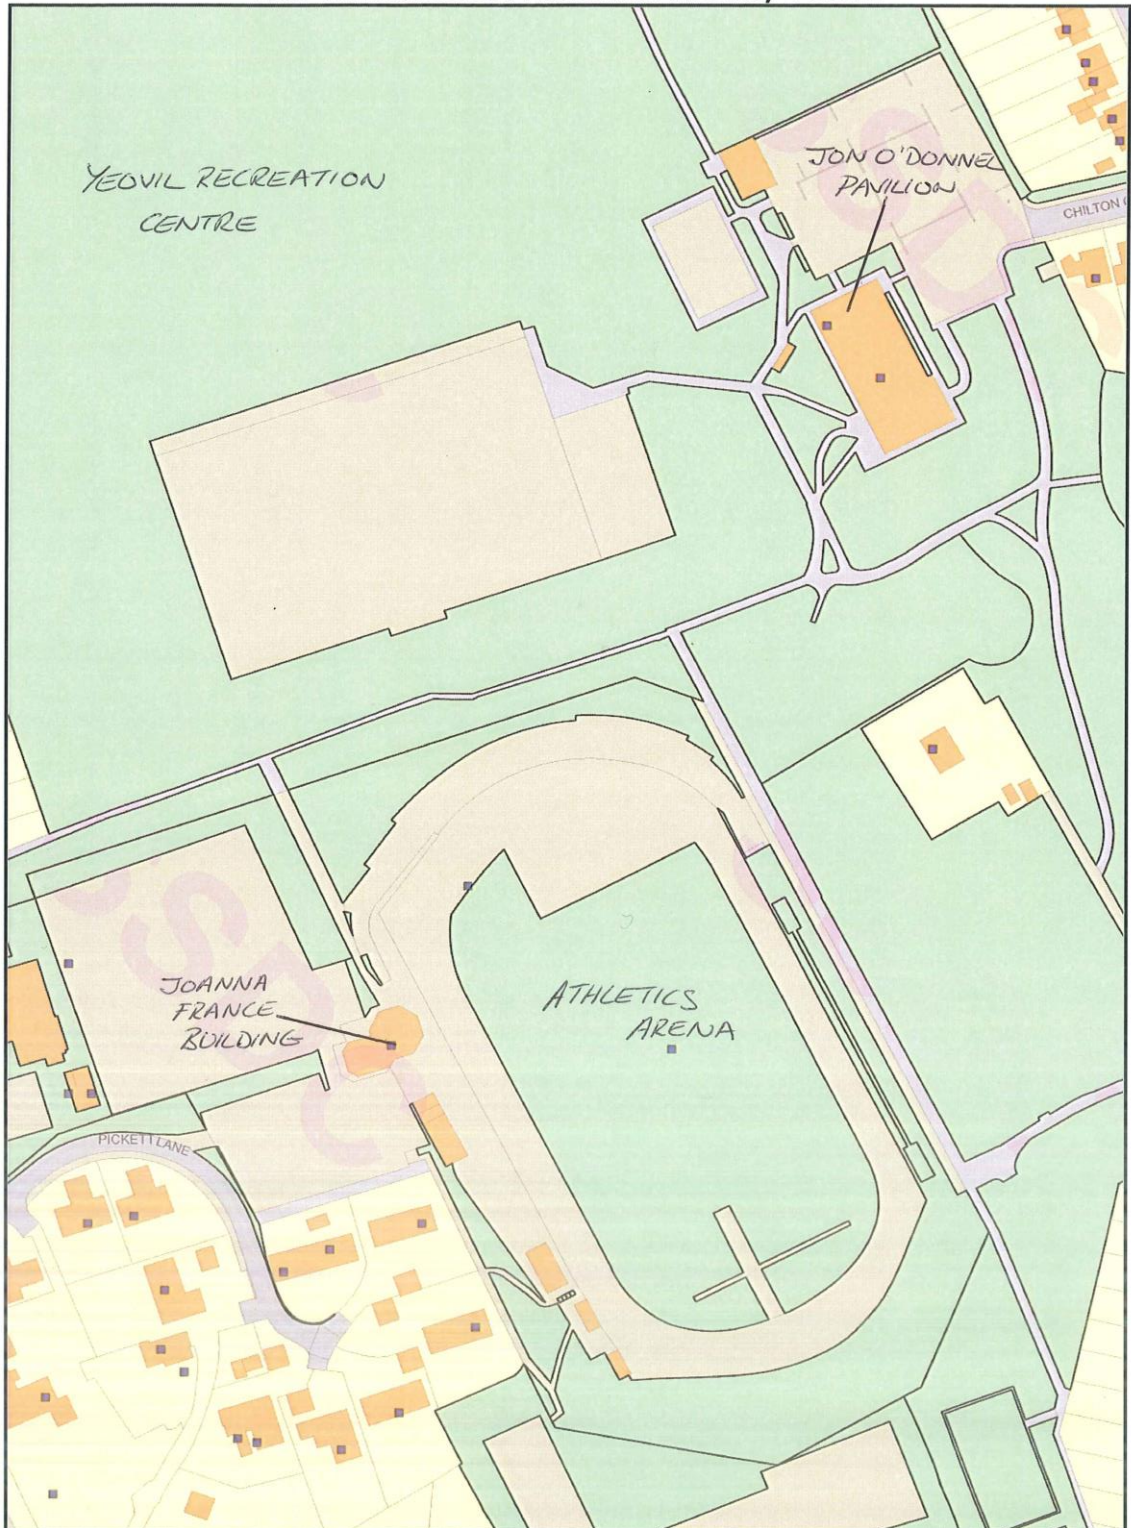 YEOVIL RECREATION
CENTRE
JON O'DONNEL
PAVILION
CHILTON
JOANNA
FRANCE
BUILDING
ATHLETICS
ARENA
PICKETT LANE